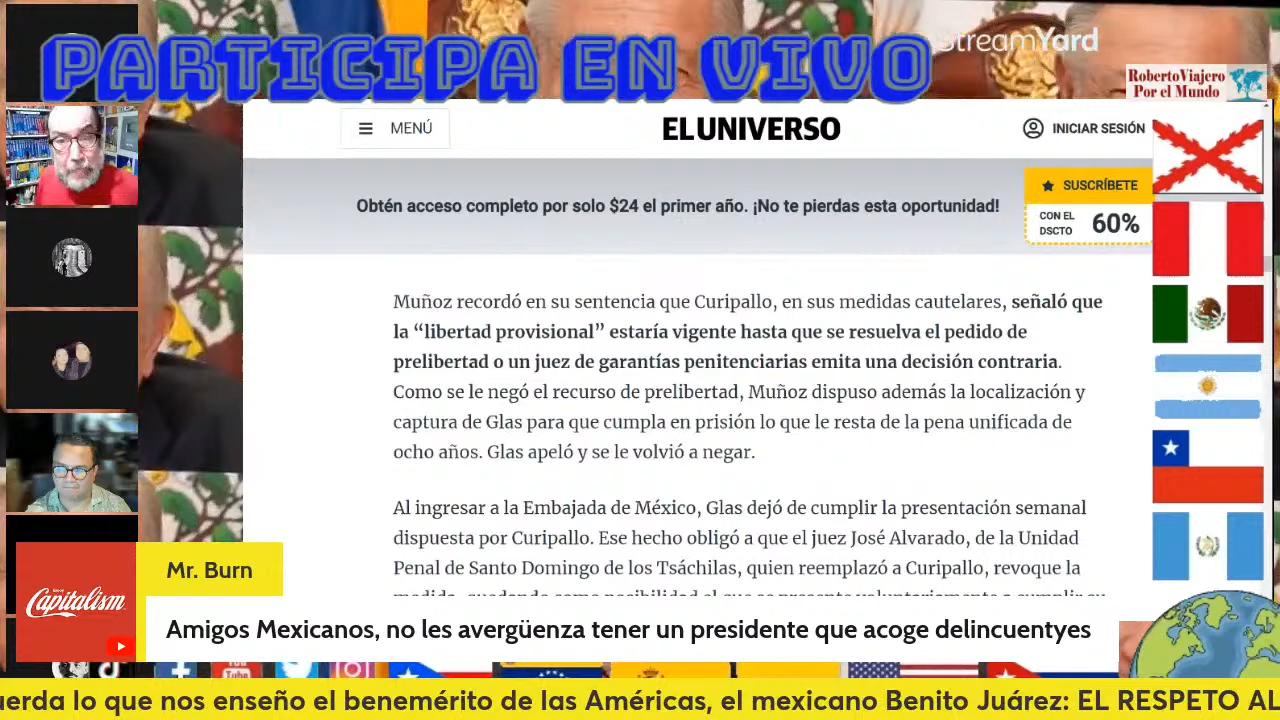 PARTICIPA EN VIVO
StreamYard
RobertoViajero
Por el Mundo
MENÚ
EL UNIVERSO
INICIAR SESIÓN
Obtén acceso completo por solo $24 el primer año. ¡No te pierdas esta oportunidad!
SUSCRÍBETE
CON EL
DSCTO
60%
Muñoz recordó en su sentencia que Curipallo, en sus medidas cautelares, señaló que
la “libertad provisional” estaría vigente hasta que se resuelva el pedido de
prelibertad o un juez de garantías penitenciarias emita una decisión contraria.
Como se le negó el recurso de prelibertad, Muñoz dispuso además la localización y
captura de Glas para que cumpla en prisión lo que le resta de la pena unificada de
ocho años. Glas apeló y se le volvió a negar.
Al ingresar a la Embajada de México, Glas dejó de cumplir la presentación semanal
dispuesta por Curipallo. Ese hecho obligó a que el juez José Alvarado, de la Unidad
Penal de Santo Domingo de los Tsáchilas, quien reemplazó a Curipallo, revoque la
Capitalism
Mr. Burn
Amigos Mexicanos, no les avergüenza tener un presidente que acoge delincuentyes
You
Tube
uerda lo que nos enseño el benemérito de las Américas, el mexicano Benito Juárez: EL RESPETO AL